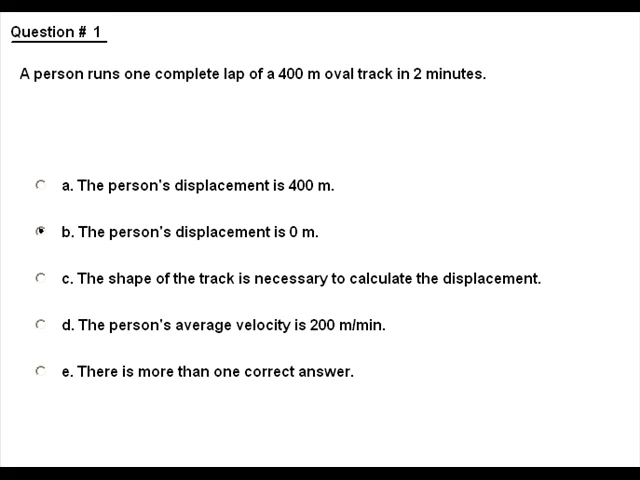 Question # 1
A person runs one complete lap of a 400 m oval track in 2 minutes.
a. The person's displacement is 400 m.
b. The person's displacement is 0 m.
c. The shape of the track is necessary to calculate the displacement.
d. The person's average velocity is 200 m/min.
e. There is more than one correct answer.